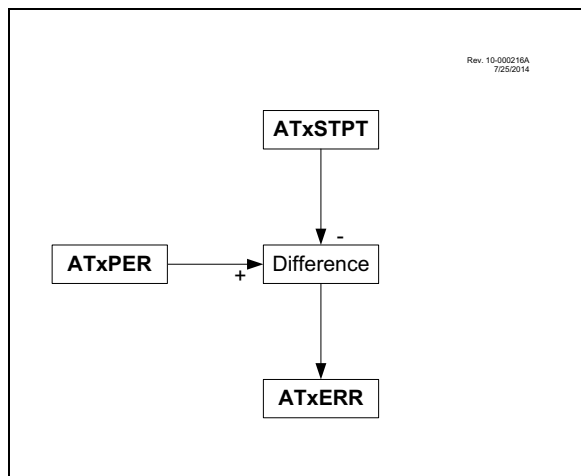 Rev. 10-000216A
7/25/2014
ATxSTPT
-
ATxPER
+
Difference
ATxERR